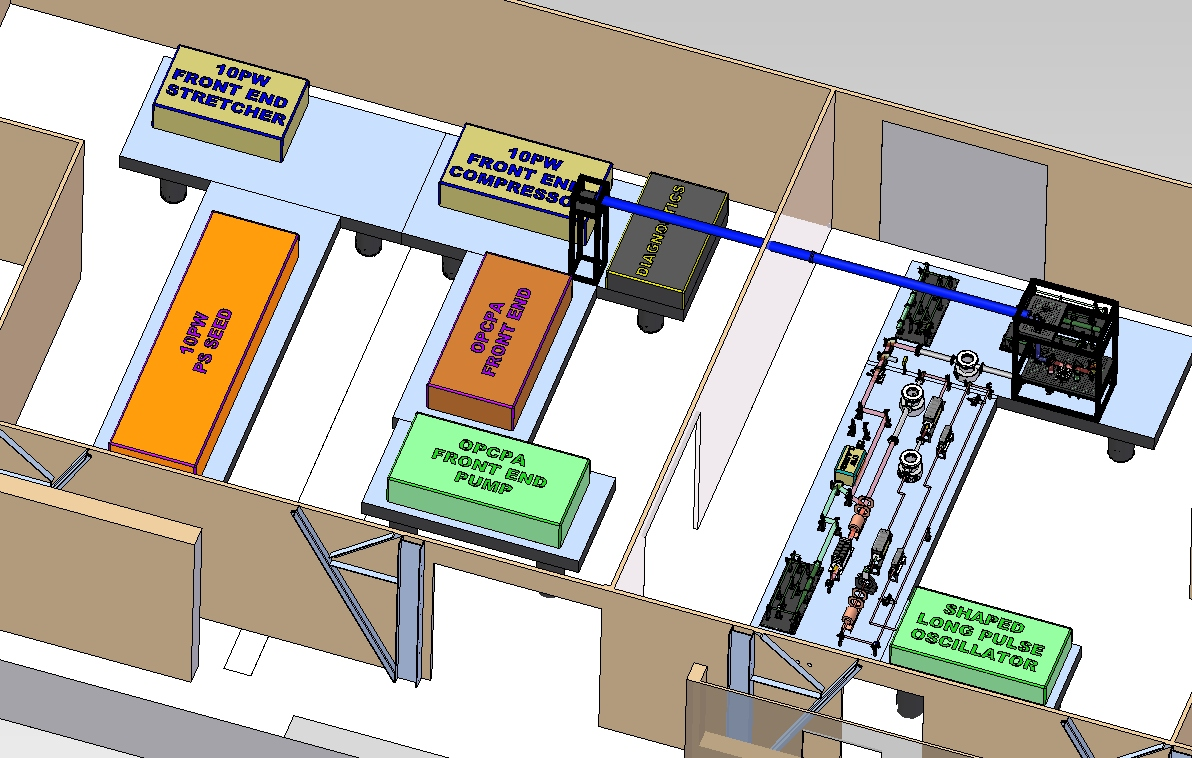 10PW
FRONT END
STRETCHER
10PW
FRONT END
COMPRESSO
DIAGNOSTICS
10PW
PS SEED
OPCPA
FRONT END
OPCPA
FRONT END
PUMP
SHAPED
LONG PULSE
OSCILLATOR